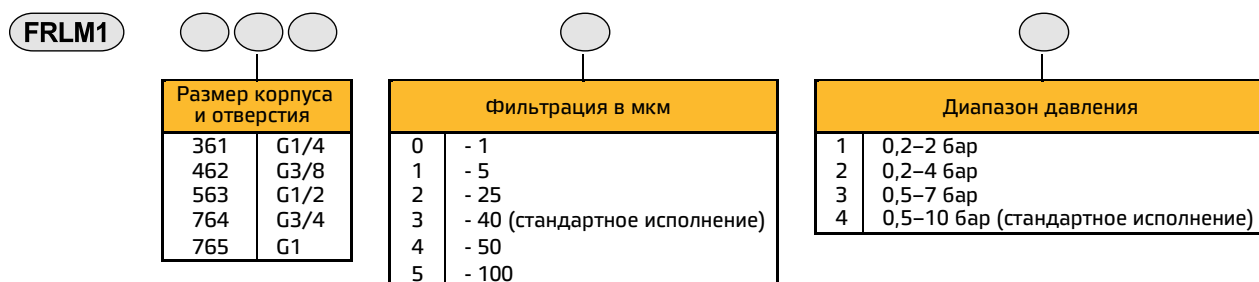 FRLM1
Размер корпуса
и отверстия
361 G1/4
462 G3/8
563 G1/2
764 G3/4
765 G1
Фильтрация в мкм
0 - 1
1 - 5
2 - 25
3 - 40 (стандартное исполнение)
4 - 50
5 - 100
Диапазон давления
1 0,2–2 бар
2 0,2–4 бар
3 0,5–7 бар
4 0,5–10 бар (стандартное исполнение)